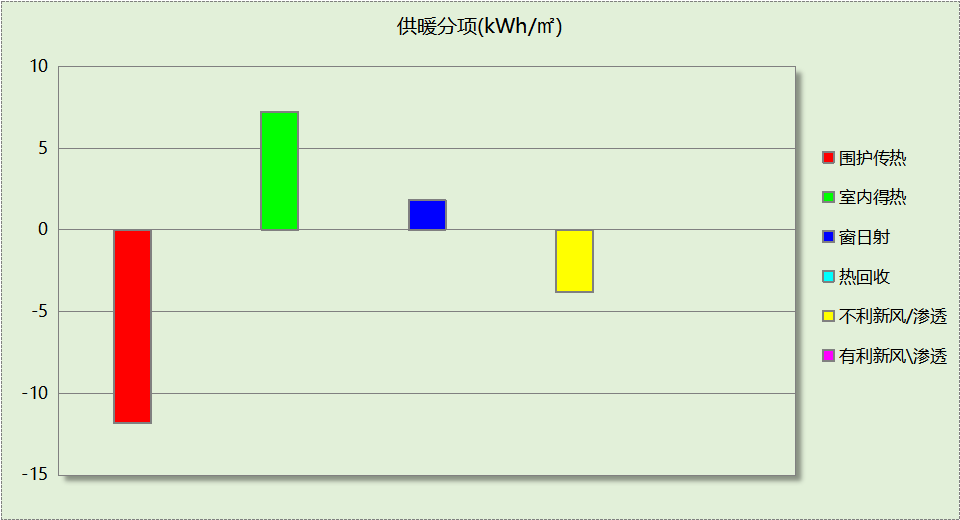 供暖分项(kWh/㎡)
10
5
0
-5
-10
-15
围护传热
室内得热
窗日射
热回收
不利新风/渗透
有利新风\渗透